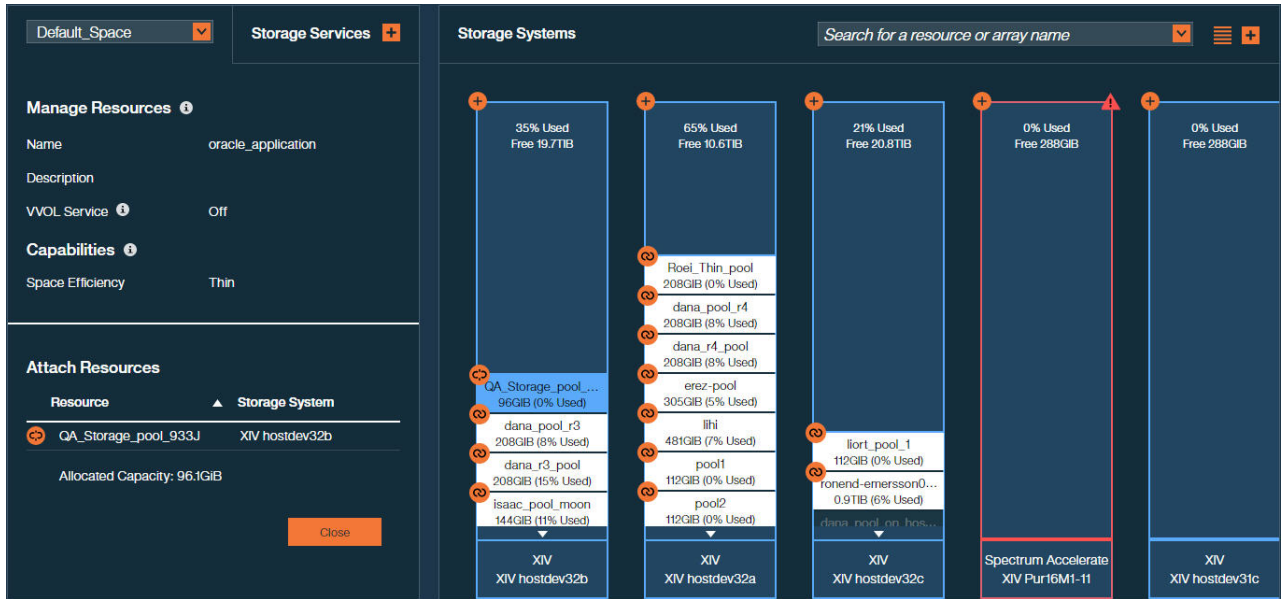 Default_Space
Storage Services
Manage Resources
Name oracle_application
Description
VVOL Service Off
Capabilities
Space Efficiency Thin
Attach Resources
Resource Storage System
QA_Storage_pool_933J XIV hostdev32b
Allocated Capacity: 96.1GiB
Close
Storage Systems
Search for a resource or array name
35% Used
Free 19.7TIB
QA_Storage_pool_...
96GIB (0% Used)
dana_pool_r3
208GIB (8% Used)
dana_r3_pool
208GIB (15% Used)
isaac_pool_moon
144GIB (11% Used)
XIV
XIV hostdev32b
65% Used
Free 10.6TIB
Roei_Thin_pool
208GIB (0% Used)
dana_pool_r4
208GIB (8% Used)
dana_r4_pool
208GIB (8% Used)
erez-pool
305GIB (5% Used)
lihi
481GIB (7% Used)
pool1
112GIB (0% Used)
pool2
112GIB (0% Used)
XIV
XIV hostdev32a
21% Used
Free 20.8TIB
liort_pool_1
112GIB (0% Used)
ronend-emersson0...
0.9TIB (6% Used)
dana_pool_on_hos...
XIV
XIV hostdev32c
0% Used
Free 288GIB
Spectrum Accelerate
XIV Pur16M1-11
0% Used
Free 288GIB
XIV
XIV hostdev31c